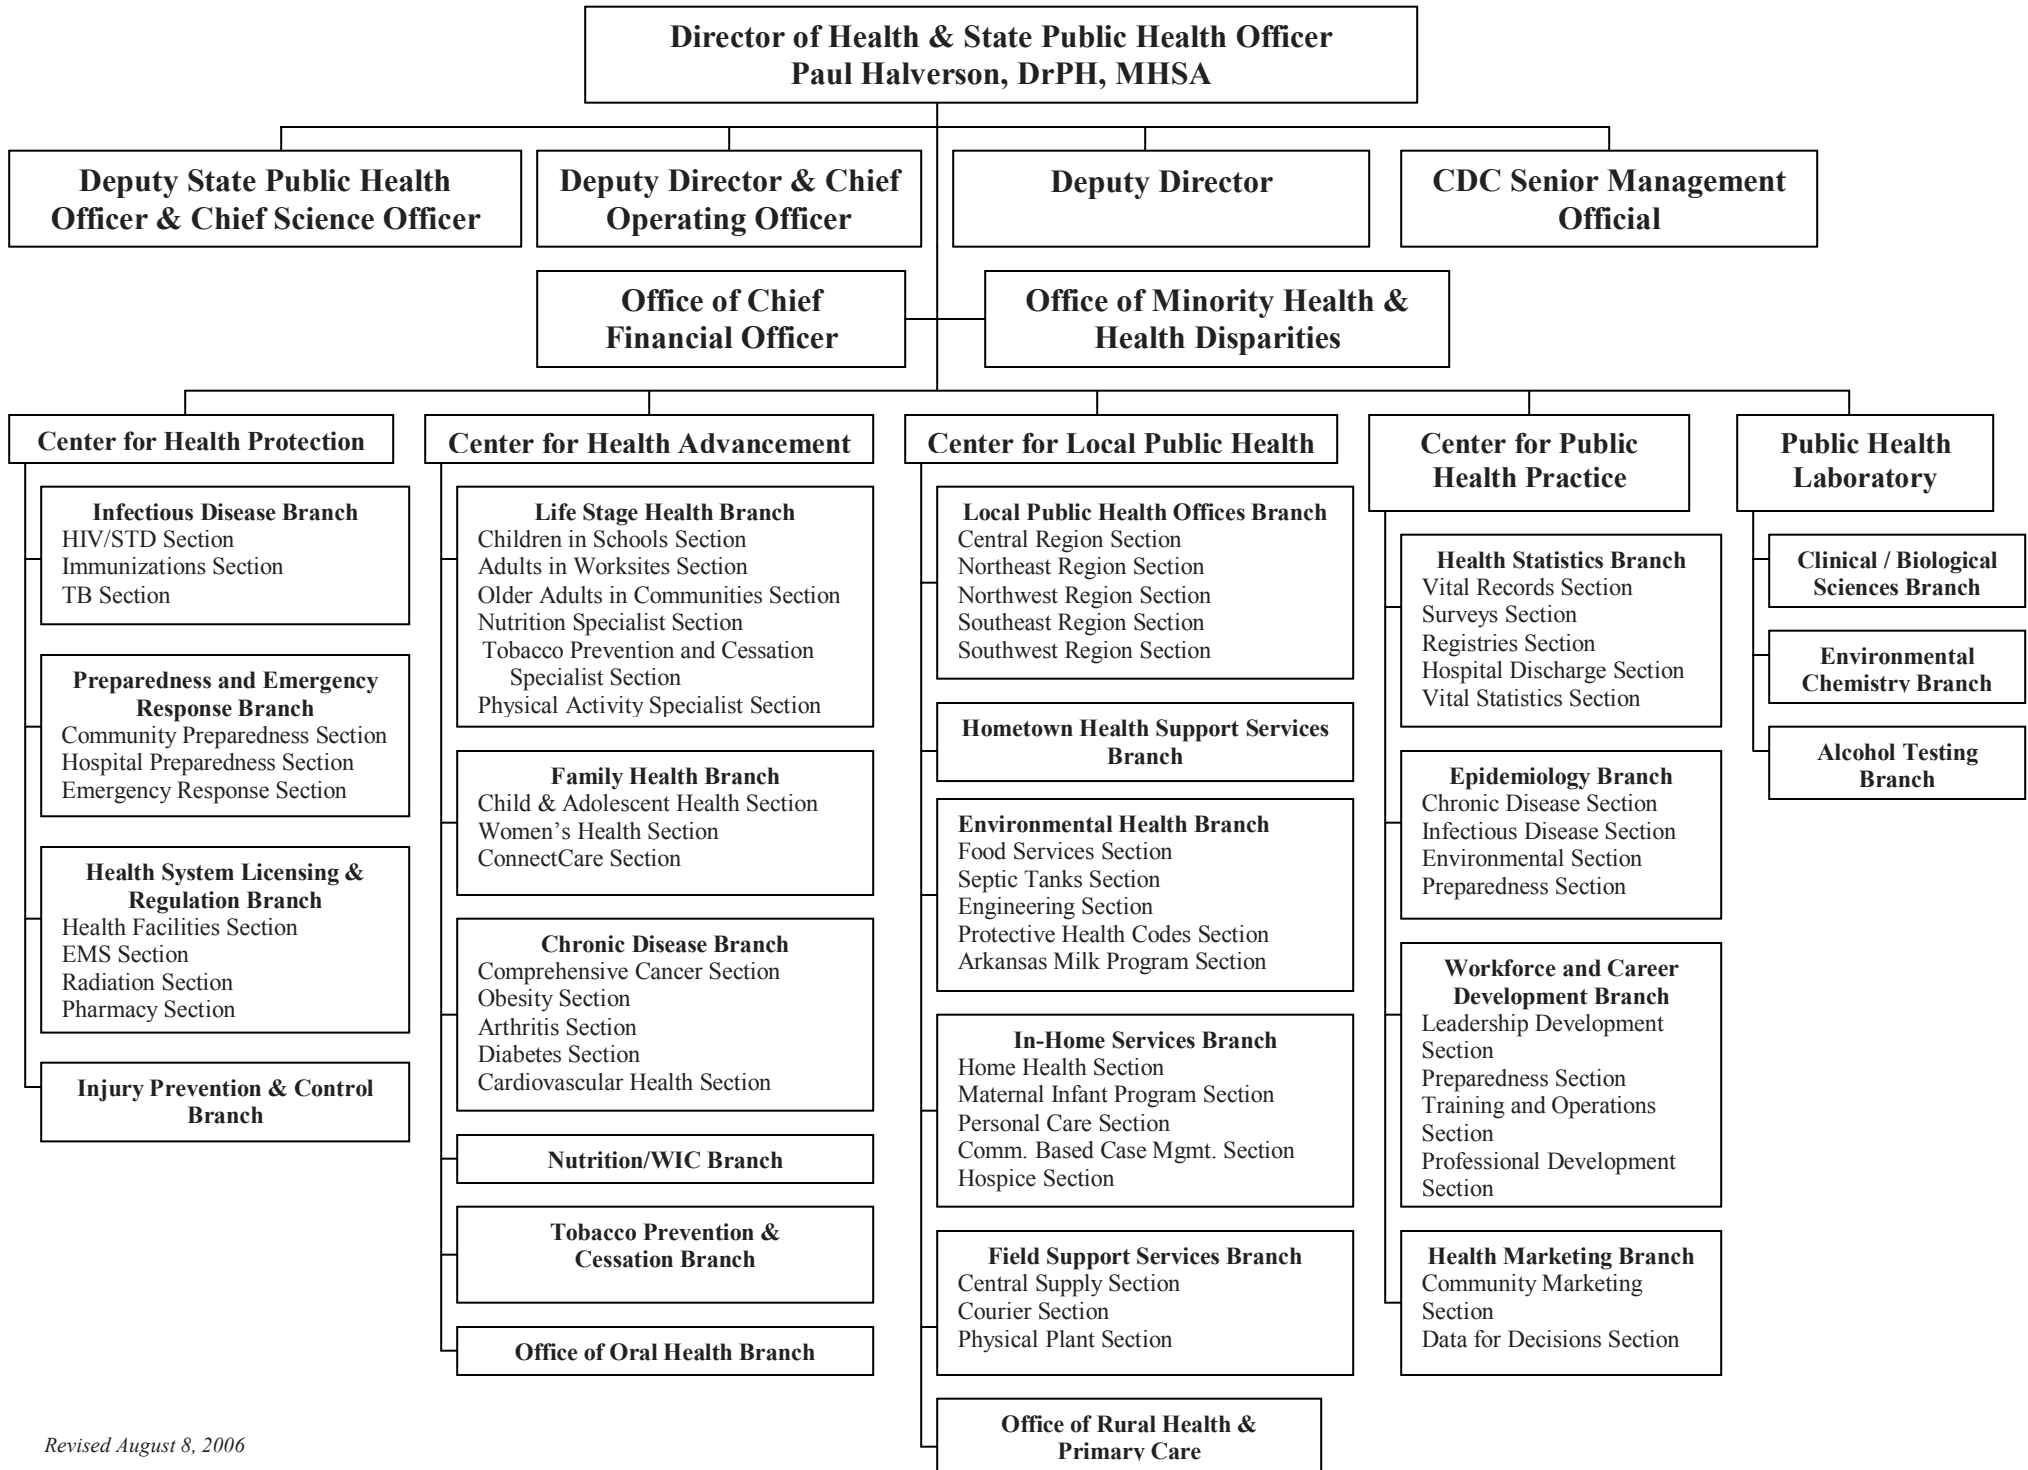 Director of Health & State Public Health Officer
Paul Halverson, DrPH, MHSA
Deputy State Public Health
Officer & Chief Science Officer
Deputy Director & Chief
Operating Officer
Deputy Director
CDC Senior Management
Official
Office of Chief
Financial Officer
Office of Minority Health &
Health Disparities
Center for Health Protection
Infectious Disease Branch
HIV/STD Section
Immunizations Section
TB Section
Preparedness and Emergency
Response Branch
Community Preparedness Section
Hospital Preparedness Section
Emergency Response Section
Health System Licensing &
Regulation Branch
Health Facilities Section
EMS Section
Radiation Section
Pharmacy Section
Injury Prevention & Control
Branch
Center for Health Advancement
Life Stage Health Branch
Children in Schools Section
Adults in Worksites Section
Older Adults in Communities Section
Nutrition Specialist Section
Tobacco Prevention and Cessation
Specialist Section
Physical Activity Specialist Section
Family Health Branch
Child & Adolescent Health Section
Women’s Health Section
ConnectCare Section
Chronic Disease Branch
Comprehensive Cancer Section
Obesity Section
Arthritis Section
Diabetes Section
Cardiovascular Health Section
Nutrition/WIC Branch
Tobacco Prevention &
Cessation Branch
Office of Oral Health Branch
Center for Local Public Health
Local Public Health Offices Branch
Central Region Section
Northeast Region Section
Northwest Region Section
Southeast Region Section
Southwest Region Section
Hometown Health Support Services
Branch
Environmental Health Branch
Food Services Section
Septic Tanks Section
Engineering Section
Protective Health Codes Section
Arkansas Milk Program Section
In-Home Services Branch
Home Health Section
Maternal Infant Program Section
Personal Care Section
Comm. Based Case Mgmt. Section
Hospice Section
Field Support Services Branch
Central Supply Section
Courier Section
Physical Plant Section
Office of Rural Health &
Primary Care
Center for Public
Health Practice
Health Statistics Branch
Vital Records Section
Surveys Section
Registries Section
Hospital Discharge Section
Vital Statistics Section
Epidemiology Branch
Chronic Disease Section
Infectious Disease Section
Environmental Section
Preparedness Section
Workforce and Career
Development Branch
Leadership Development
Section
Preparedness Section
Training and Operations
Section
Professional Development
Section
Health Marketing Branch
Community Marketing
Section
Data for Decisions Section
Public Health
Laboratory
Clinical / Biological
Sciences Branch
Environmental
Chemistry Branch
Alcohol Testing
Branch
Revised August 8, 2006